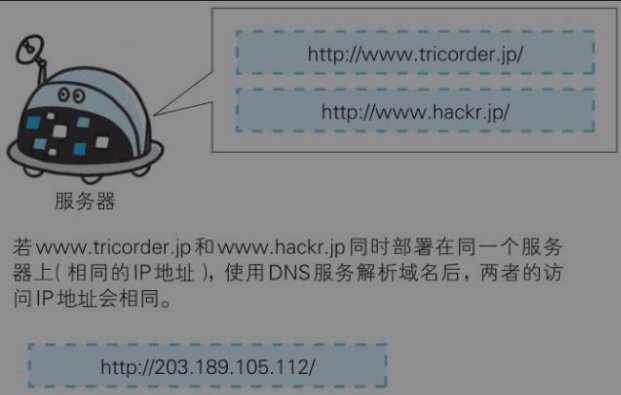 http://www.tricorder.jp/
http://www.hackr.jp/
服务器
若www.tricorder.jp和www.hackr.jp同时部署在同一个服务
器上(相同的IP地址),使用DNS服务解析域名后,两者的访
问IP地址会相同。
http://203.189.105.112/